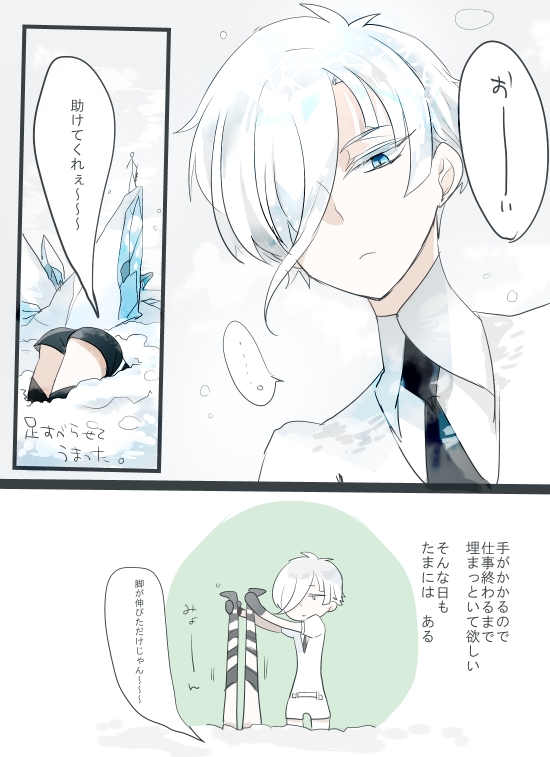 おーーい
助けてくれぇ～～～
足すべらせて
うまった。
・・・・・。
手がかかるので
仕事終わるまで
埋まっといて欲しい
そんな日も
たまには ある
みょーーん
脚が伸びただけじゃん～～～